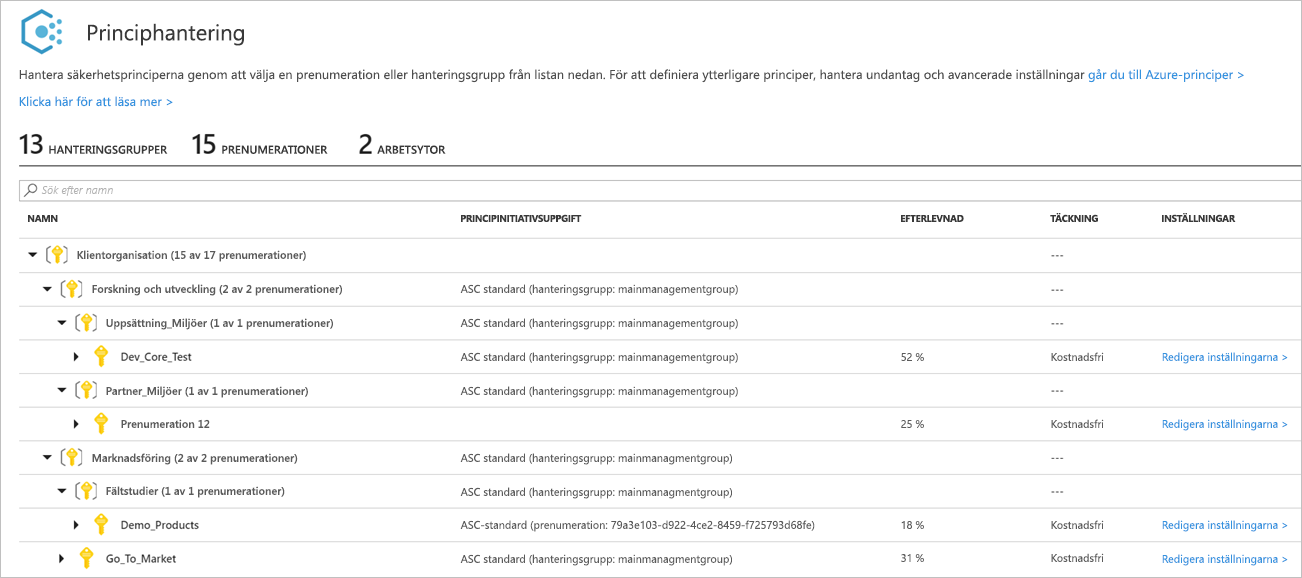 Principhantering
Hantera säkerhetsprinciperna genom att välja en prenumeration eller hanteringsgrupp från listan nedan. För att definiera ytterligare principer, hantera undantag och avancerade inställningar går du till Azure-principer >
Klicka här för att läsa mer >
13 HANTERINGSGRUPPER 15 PRENUMERATIONER 2 ARBETSYTOR
Sök efter namn
NAMN PRINCIPINITIATIVSUPPGIFT EFTERLEVNAD TÄCKNING INSTÄLLNINGAR
Klientorganisation (15 av 17 prenumerationer) ---
Forskning och utveckling (2 av 2 prenumerationer) ASC standard (hanteringsgrupp: mainmanagementgroup) ---
Uppsättning_Miljöer (1 av 1 prenumerationer) ASC standard (hanteringsgrupp: mainmanagementgroup) ---
Dev_Core_Test ASC standard (hanteringsgrupp: mainmanagementgroup) 52 % Kostnadsfri Redigera inställningarna >
Partner_Miljöer (1 av 1 prenumerationer) ASC standard (hanteringsgrupp: mainmanagementgroup) ---
Prenumeration 12 25 % Kostnadsfri Redigera inställningarna >
Marknadsföring (2 av 2 prenumerationer) ASC standard (hanteringsgrupp: mainmanagmentgroup) ---
Fältstudier (1 av 1 prenumerationer) ASC standard (hanteringsgrupp: mainmanagmentgroup) ---
Demo_Products ASC-standard (prenumeration: 79a3e103-d922-4ce2-8459-f725793d68fe) 18 % Kostnadsfri Redigera inställningarna >
Go_To_Market ASC standard (hanteringsgrupp: mainmanagmentgroup) 31 % Kostnadsfri Redigera inställningarna >